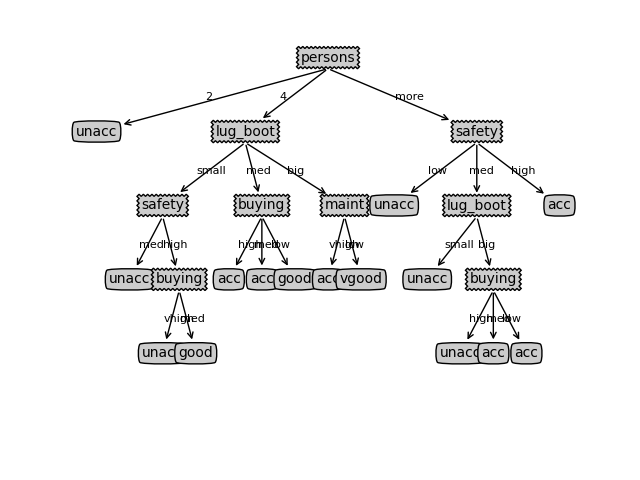 persons
2 4 more
unacc lug_boot safety
small med big low med high
safety buying maint unacc lug_boot acc
med high high med low vhigh low small big
unacc buying acc acc good acc vgood unacc buying
vhigh med high med low
unacc good unacc acc acc